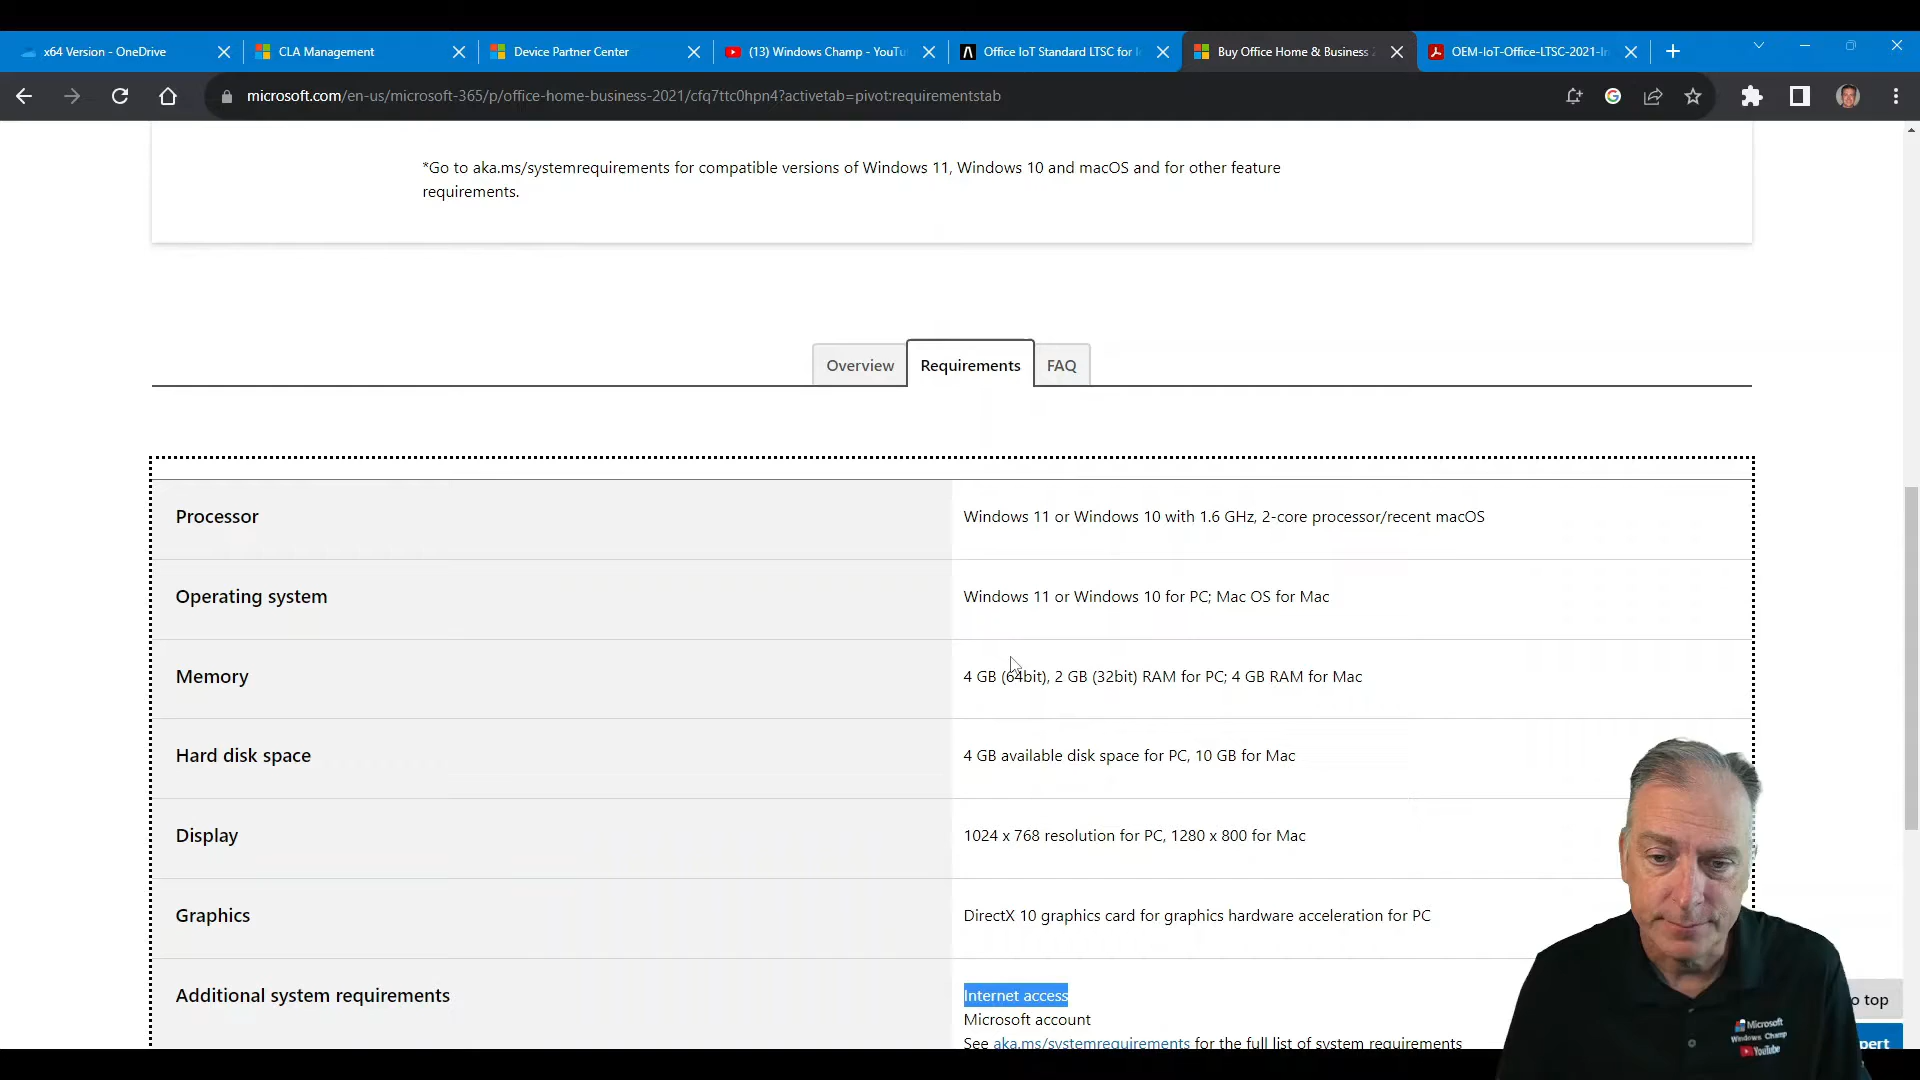 x64 Version - OneDrive
CLA Management
Device Partner Center
(13) Windows Champ - YouTu
Office IoT Standard LTSC for I
Buy Office Home & Business 2
OEM-IoT-Office-LTSC-2021-In
microsoft.com/en-us/microsoft-365/p/office-home-business-2021/cfq7ttc0hpn4?activetab=pivot:requirementstab
*Go to aka.ms/systemrequirements for compatible versions of Windows 11, Windows 10 and macOS and for other feature
requirements.
Overview
Requirements
FAQ
Processor
Windows 11 or Windows 10 with 1.6 GHz, 2-core processor/recent macOS
Operating system
Windows 11 or Windows 10 for PC; Mac OS for Mac
Memory
4 GB (64bit), 2 GB (32bit) RAM for PC; 4 GB RAM for Mac
Hard disk space
4 GB available disk space for PC, 10 GB for Mac
Display
1024 x 768 resolution for PC, 1280 x 800 for Mac
Graphics
DirectX 10 graphics card for graphics hardware acceleration for PC
Additional system requirements
Internet access
Microsoft account
See aka.ms/systemrequirements for the full list of system requirements
o top
pert
Microsoft
Windows Champ
YouTube